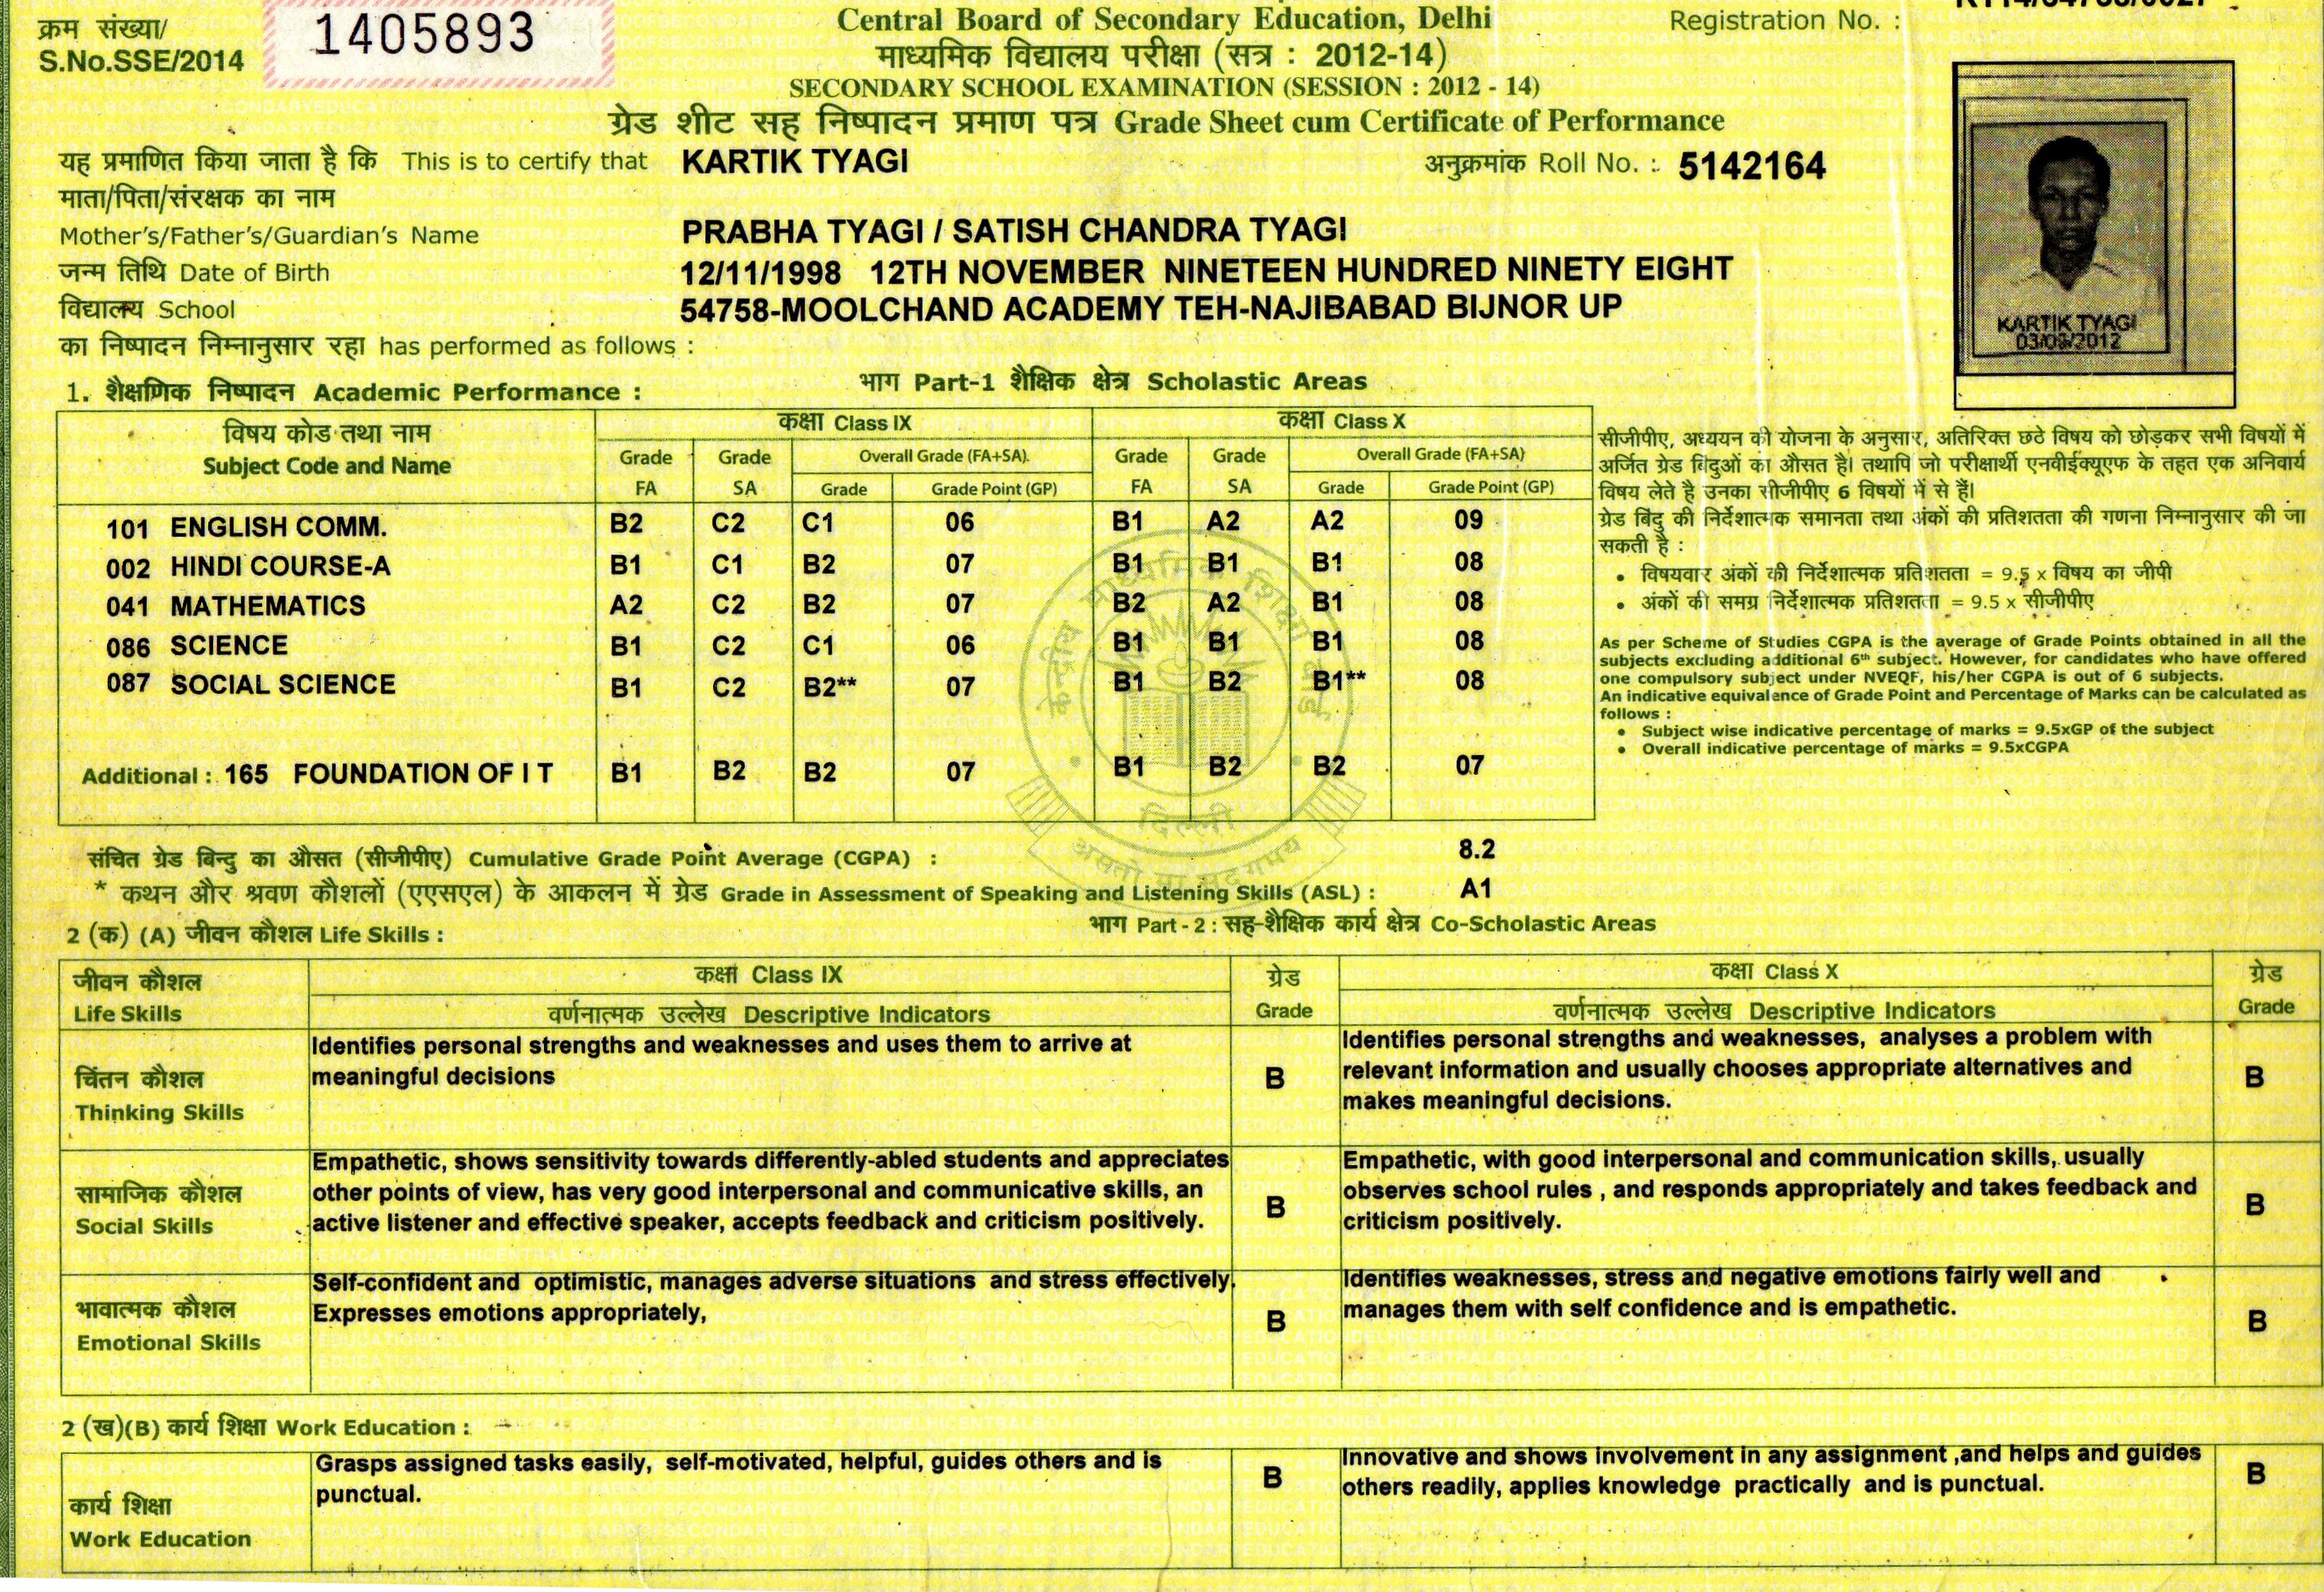 क्रम संख्या/
S.No.SSE/2014
1405893
Central Board of Secondary Education, Delhi
Registration No. :
माध्यमिक विद्यालय परीक्षा (सत्र : 2012-14)
SECONDARY SCHOOL EXAMINATION (SESSION : 2012 - 14)
ग्रेड शीट सह निष्पादन प्रमाण पत्र Grade Sheet cum Certificate of Performance
यह प्रमाणित किया जाता है कि This is to certify that KARTIK TYAGI अनुक्रमांक Roll No. : 5142164
माता/पिता/संरक्षक का नाम
Mother's/Father's/Guardian's Name PRABHA TYAGI / SATISH CHANDRA TYAGI
जन्म तिथि Date of Birth 12/11/1998 12TH NOVEMBER NINETEEN HUNDRED NINETY EIGHT
विद्यालय School 54758-MOOLCHAND ACADEMY TEH-NAJIBABAD BIJNOR UP
का निष्पादन निम्नानुसार रहा has performed as follows :
KARTIK TYAGI
03/09/2012
1. शैक्षणिक निष्पादन Academic Performance : भाग Part-1 शैक्षिक क्षेत्र Scholastic Areas
विषय कोड तथा नाम
Subject Code and Name
कक्षा Class IX कक्षा Class X
Grade FA Grade SA Overall Grade (FA+SA). Grade FA Grade SA Overall Grade (FA+SA)
Grade Grade Point (GP) Grade Grade Point (GP)
101 ENGLISH COMM. B2 C2 C1 06 B1 A2 A2 09
002 HINDI COURSE-A B1 C1 B2 07 B1 B1 B1 08
041 MATHEMATICS A2 C2 B2 07 B2 A2 B1 08
086 SCIENCE B1 C2 C1 06 B1 B1 B1 08
087 SOCIAL SCIENCE B1 C2 B2** 07 B1 B2 B1** 08
Additional : 165 FOUNDATION OF I T B1 B2 B2 07 B1 B2 B2 07
सीजीपीए, अध्ययन की योजना के अनुसार, अतिरिक्त छठे विषय को छोड़कर सभी विषयों में
अर्जित ग्रेड बिंदुओं का औसत है। तथापि जो परीक्षार्थी एनवीईक्यूएफ के तहत एक अनिवार्य
विषय लेते है उनका सीजीपीए 6 विषयों में से हैं।
ग्रेड बिंदु की निर्देशात्मक समानता तथा अंकों की प्रतिशतता की गणना निम्नानुसार की जा
सकती है :
• विषयवार अंकों की निर्देशात्मक प्रतिशतता = 9.5 x विषय का जीपी
• अंकों की समग्र निर्देशात्मक प्रतिशतता = 9.5 x सीजीपीए
As per Scheme of Studies CGPA is the average of Grade Points obtained in all the
subjects excluding additional 6th subject. However, for candidates who have offered
one compulsory subject under NVEQF, his/her CGPA is out of 6 subjects.
An indicative equivalence of Grade Point and Percentage of Marks can be calculated as
follows :
• Subject wise indicative percentage of marks = 9.5xGP of the subject
• Overall indicative percentage of marks = 9.5xCGPA
संचित ग्रेड बिन्दु का औसत (सीजीपीए) Cumulative Grade Point Average (CGPA) : 8.2
* कथन और श्रवण कौशलों (एएसएल) के आकलन में ग्रेड Grade in Assessment of Speaking and Listening Skills (ASL) : A1
केन्द्रीय माध्यमिक शिक्षा बोर्ड
दिल्ली
असतो मा सद्गमय
भाग Part - 2 : सह-शैक्षिक कार्य क्षेत्र Co-Scholastic Areas
2 (क) (A) जीवन कौशल Life Skills :
जीवन कौशल
Life Skills
कक्षा Class IX ग्रेड कक्षा Class X ग्रेड
वर्णनात्मक उल्लेख Descriptive Indicators Grade वर्णनात्मक उल्लेख Descriptive Indicators Grade
चिंतन कौशल
Thinking Skills
Identifies personal strengths and weaknesses and uses them to arrive at
meaningful decisions
B
Identifies personal strengths and weaknesses, analyses a problem with
relevant information and usually chooses appropriate alternatives and
makes meaningful decisions.
B
सामाजिक कौशल
Social Skills
Empathetic, shows sensitivity towards differently-abled students and appreciates
other points of view, has very good interpersonal and communicative skills, an
active listener and effective speaker, accepts feedback and criticism positively.
B
Empathetic, with good interpersonal and communication skills, usually
observes school rules , and responds appropriately and takes feedback and
criticism positively.
B
भावात्मक कौशल
Emotional Skills
Self-confident and optimistic, manages adverse situations and stress effectively.
Expresses emotions appropriately,
B
Identifies weaknesses, stress and negative emotions fairly well and
manages them with self confidence and is empathetic.
B
2 (ख)(B) कार्य शिक्षा Work Education :
कार्य शिक्षा
Work Education
Grasps assigned tasks easily, self-motivated, helpful, guides others and is
punctual.
B
Innovative and shows involvement in any assignment ,and helps and guides
others readily, applies knowledge practically and is punctual.
B